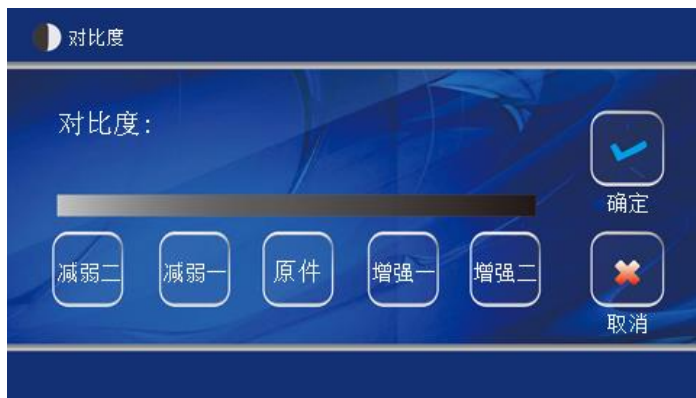 对比度
对比度:
确定
减弱二 减弱一 原件 增强一 增强二
取消